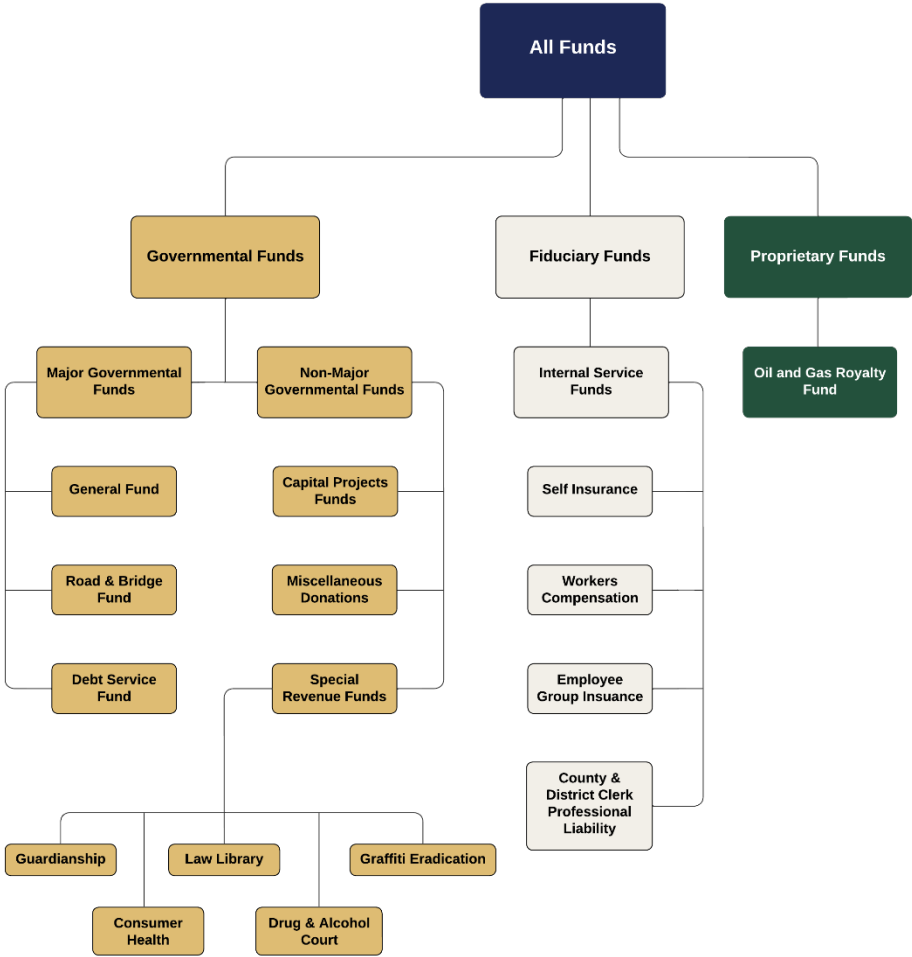 All Funds
Governmental Funds
Fiduciary Funds
Proprietary Funds
Major Governmental
Funds
Non-Major
Governmental Funds
Internal Service
Funds
Oil and Gas Royalty
Fund
General Fund
Capital Projects
Funds
Self Insurance
Road & Bridge
Fund
Miscellaneous
Donations
Workers
Compensation
Debt Service
Fund
Special
Revenue Funds
Employee
Group Insuance
County &
District Clerk
Professional
Liability
Guardianship
Law Library
Graffiti Eradication
Consumer
Health
Drug & Alcohol
Court